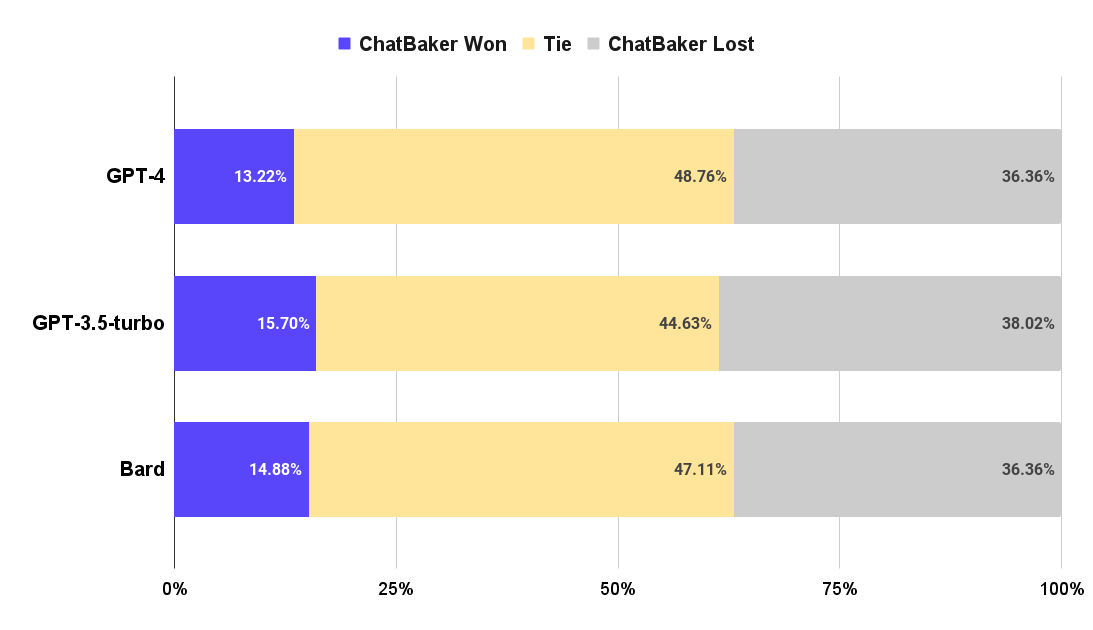 ChatBaker Won Tie ChatBaker Lost
GPT-4 13.22% 48.76% 36.36%
GPT-3.5-turbo 15.70% 44.63% 38.02%
Bard 14.88% 47.11% 36.36%
0% 25% 50% 75% 100%